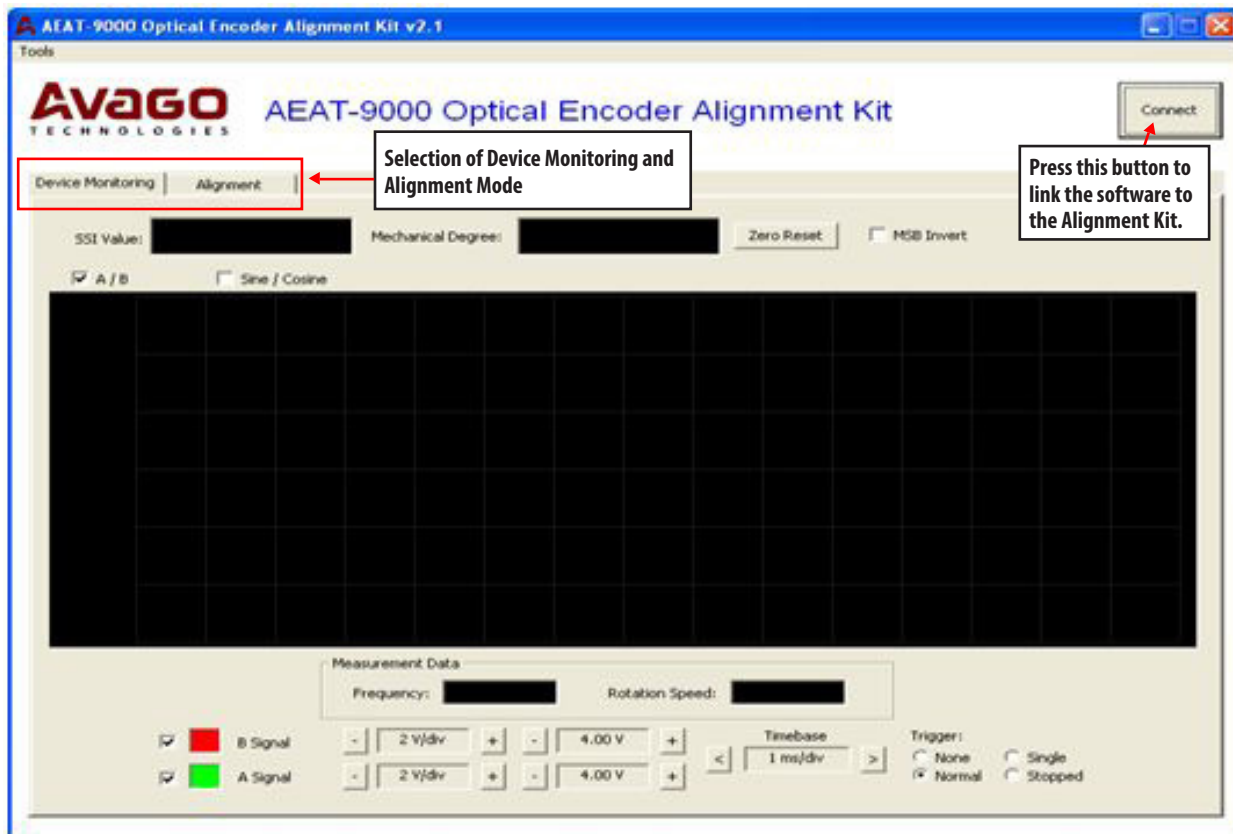 AEAT-9000 Optical Encoder Alignment Kit v2.1
Tools
AVAGO
TECHNOLOGIES
AEAT-9000 Optical Encoder Alignment Kit
Connect
Selection of Device Monitoring and
Alignment Mode
Press this button to
link the software to
the Alignment Kit.
Device Monitoring
Alignment
SSI Value:
Mechanical Degree:
Zero Reset
MSB Invert
A / B
Sine / Cosine
Measurement Data
Frequency:
Rotation Speed:
B Signal
- 2 V/div +
- 4.00 V +
A Signal
- 2 V/div +
- 4.00 V +
Timebase
< 1 ms/div >
Trigger:
None
Single
Normal
Stopped